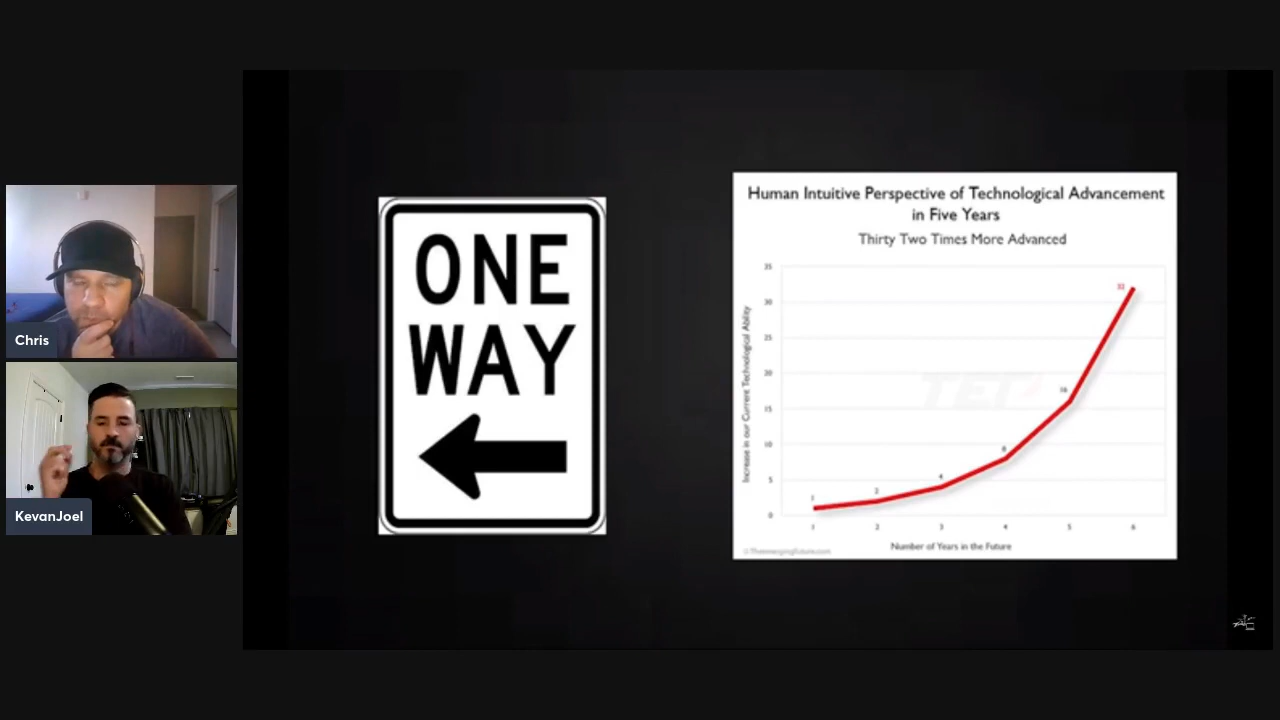 Chris
KevanJoel
ONE
WAY
Human Intuitive Perspective of Technological Advancement
in Five Years
Thirty Two Times More Advanced
Increase in our Current Technological Ability
35
30
25
20
15
10
5
0
1
2
4
8
16
32
1
2
3
4
5
6
Number of Years in the Future